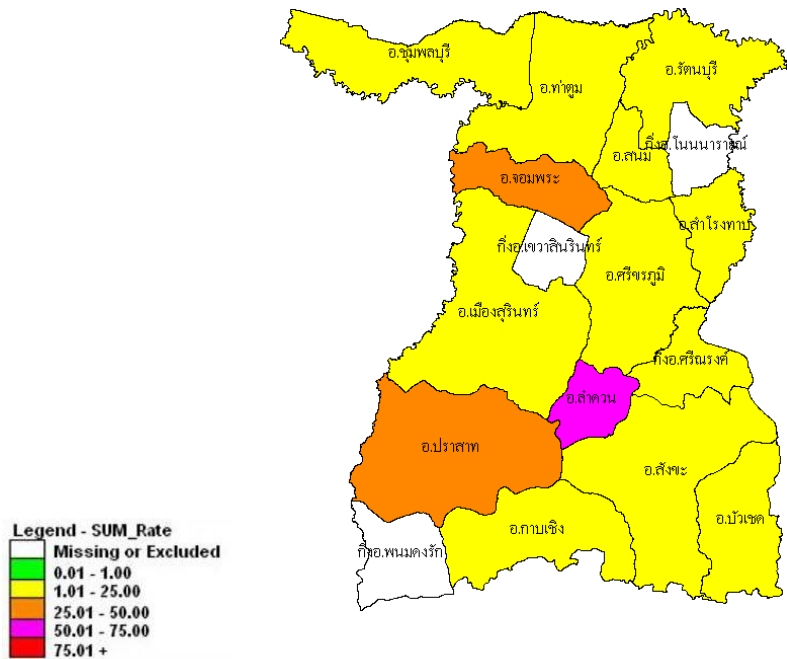 อ.ชุมพลบุรี
อ.ท่าตูม
อ.รัตนบุรี
กิ่งอ.โนนนารายณ์
อ.สนม
อ.จอมพระ
อ.สำโรงทาบ
กิ่งอ.เขวาสินรินทร์
อ.ศรีขรภูมิ
อ.เมืองสุรินทร์
กิ่งอ.ศรีณรงค์
อ.ลำดวน
อ.ปราสาท
อ.สังขะ
อ.บัวเชด
อ.กาบเชิง
กิ่งอ.พนมดงรัก
Legend - SUM_Rate
Missing or Excluded
0.01 - 1.00
1.01 - 25.00
25.01 - 50.00
50.01 - 75.00
75.01 +